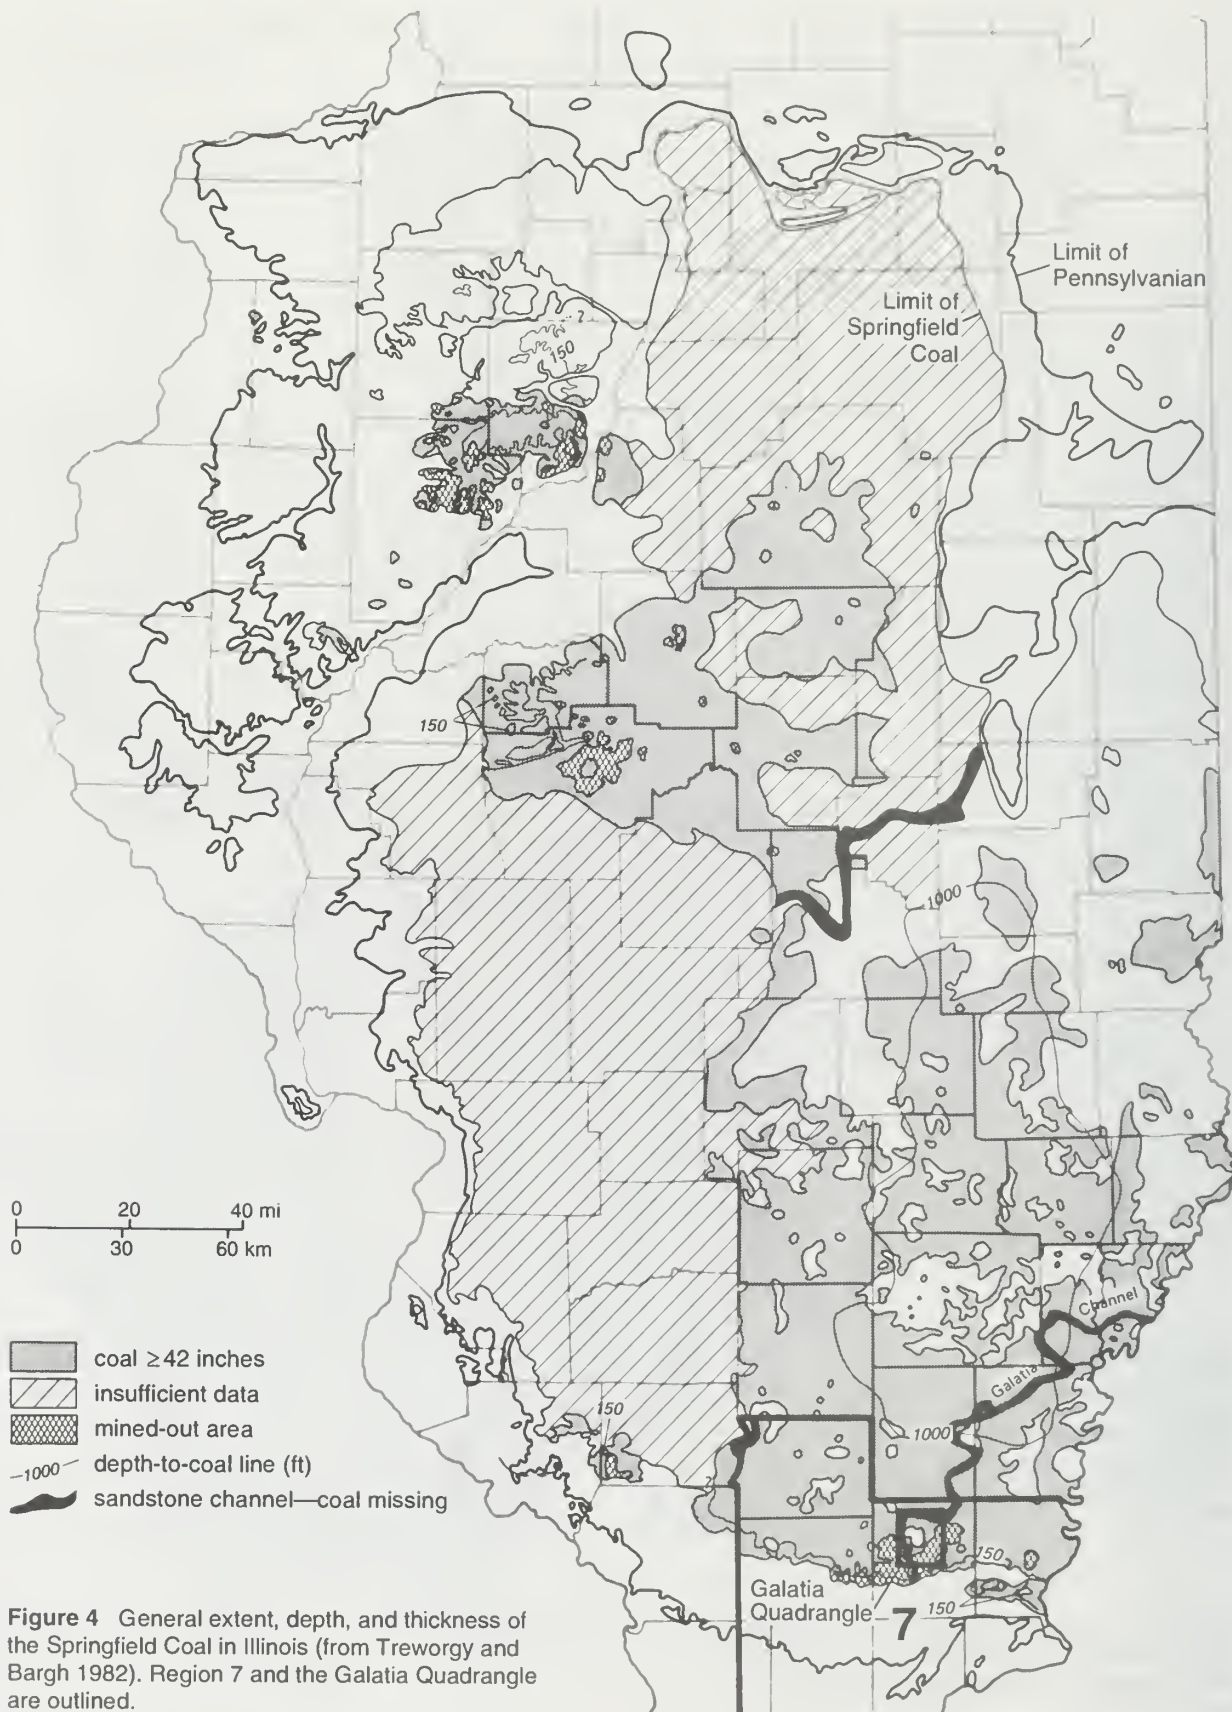 Limit of
Pennsylvanian
Limit of
Springfield
Coal
?
150
150
1000
0 20 40 mi
0 30 60 km
Channel
Galatia
coal ≥ 42 inches
insufficient data
mined-out area
—1000— depth-to-coal line (ft)
sandstone channel—coal missing
150
1000
?
150
Galatia
Quadrangle
7
150
Figure 4 General extent, depth, and thickness of
the Springfield Coal in Illinois (from Treworgy and
Bargh 1982). Region 7 and the Galatia Quadrangle
are outlined.